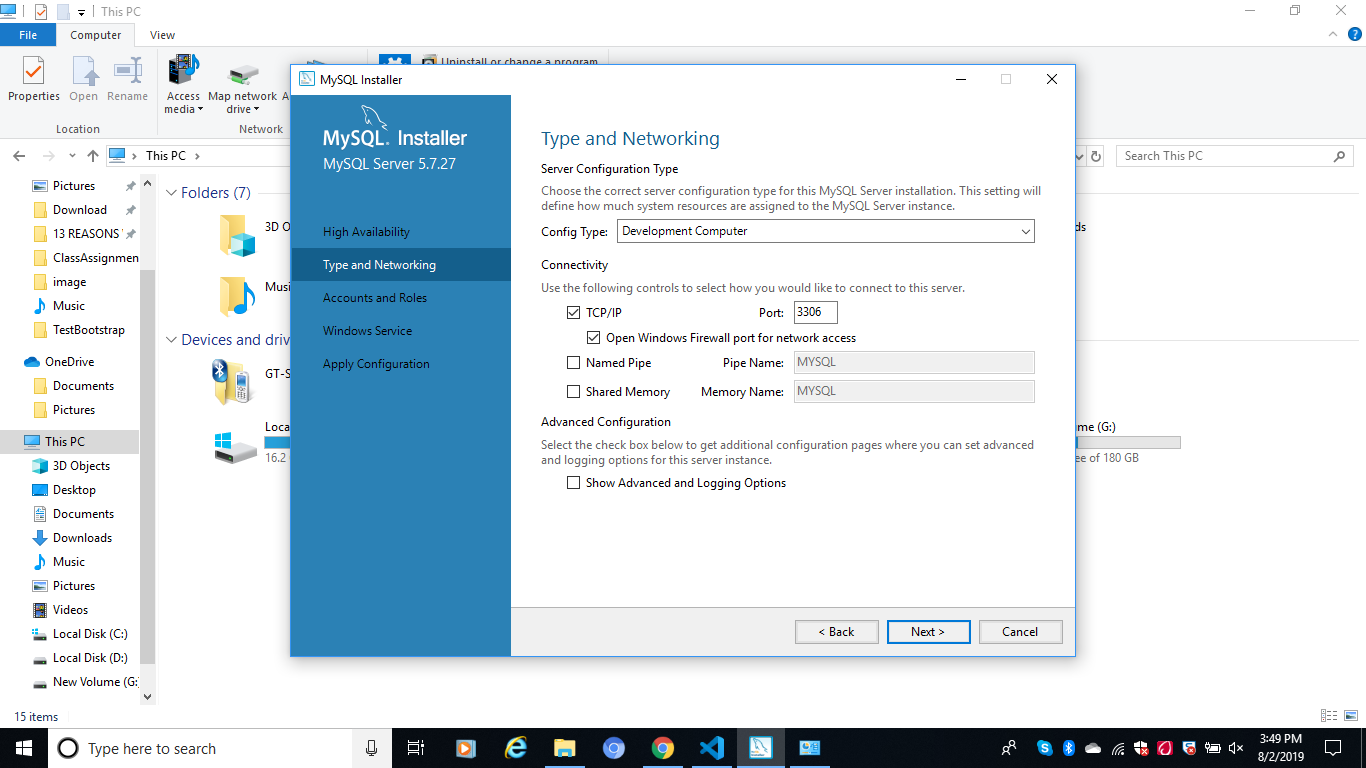 This PC
File
Computer
View
Uninstall or change a program
Properties
Open
Rename
Access media
Map network drive
A
Location
Network
This PC
Search This PC
Pictures
Download
13 REASONS
ClassAssignmen
image
Music
TestBootstrap
OneDrive
Documents
Pictures
This PC
3D Objects
Desktop
Documents
Downloads
Music
Pictures
Videos
Local Disk (C:)
Local Disk (D:)
New Volume (G:
15 items
Folders (7)
3D O
Musi
Devices and driv
GT-S
Loca
16.2
ds
ume (G:)
ee of 180 GB
MySQL Installer
MySQL. Installer
MySQL Server 5.7.27
High Availability
Type and Networking
Accounts and Roles
Windows Service
Apply Configuration
Type and Networking
Server Configuration Type
Choose the correct server configuration type for this MySQL Server installation. This setting will
define how much system resources are assigned to the MySQL Server instance.
Config Type: Development Computer
Connectivity
Use the following controls to select how you would like to connect to this server.
TCP/IP Port: 3306
Open Windows Firewall port for network access
Named Pipe Pipe Name: MYSQL
Shared Memory Memory Name: MYSQL
Advanced Configuration
Select the check box below to get additional configuration pages where you can set advanced
and logging options for this server instance.
Show Advanced and Logging Options
< Back
Next >
Cancel
Type here to search
3:49 PM
8/2/2019